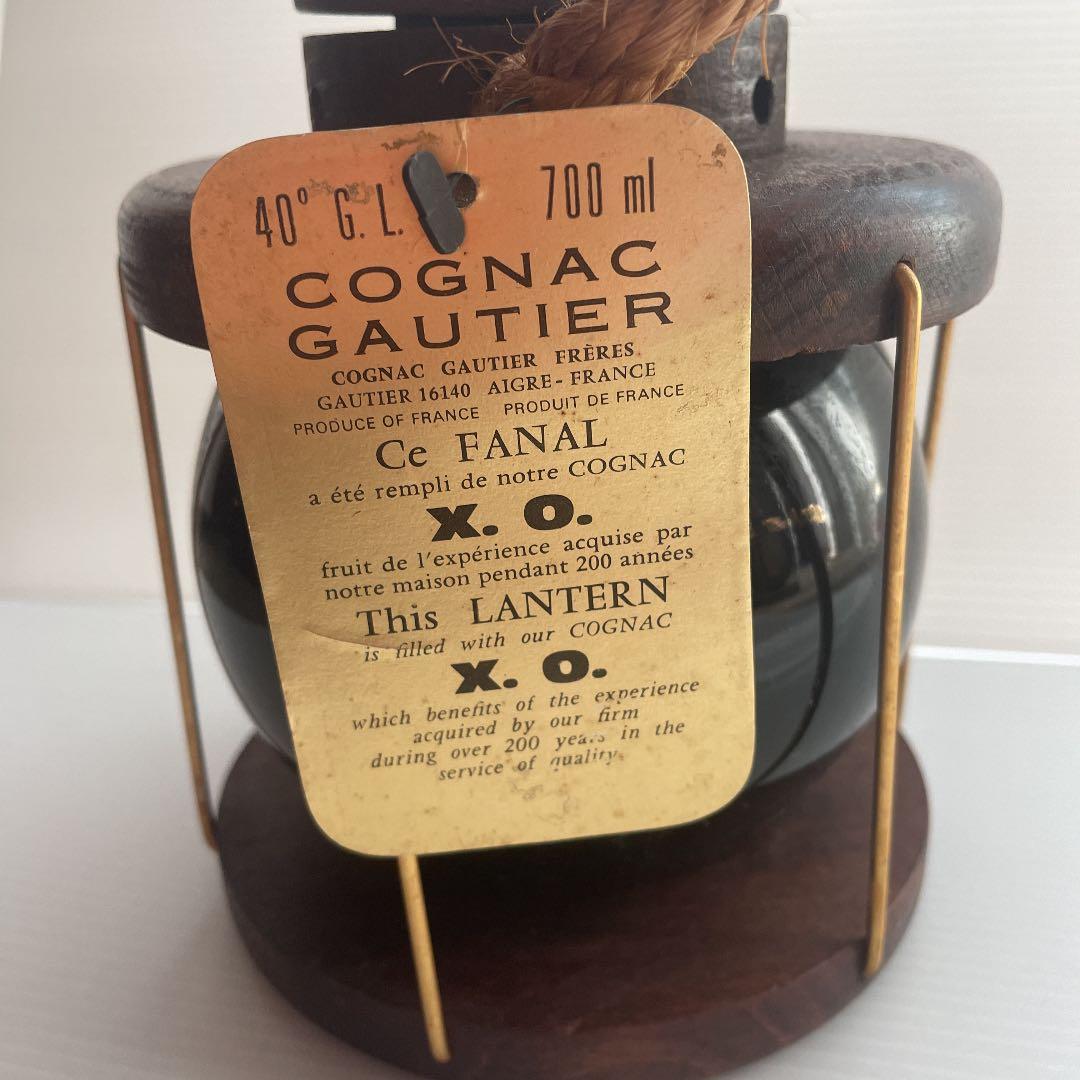 40° G. L. 700 ml
COGNAC
GAUTIER
COGNAC GAUTIER FRÈRES
GAUTIER 16140 AIGRE - FRANCE
PRODUCE OF FRANCE PRODUIT DE FRANCE
Ce FANAL
a été rempli de notre COGNAC
X. O.
fruit de l'expérience acquise par
notre maison pendant 200 années
This LANTERN
is filled with our COGNAC
X. O.
which benefits of the experience
acquired by our firm
during over 200 years in the
service of quality.